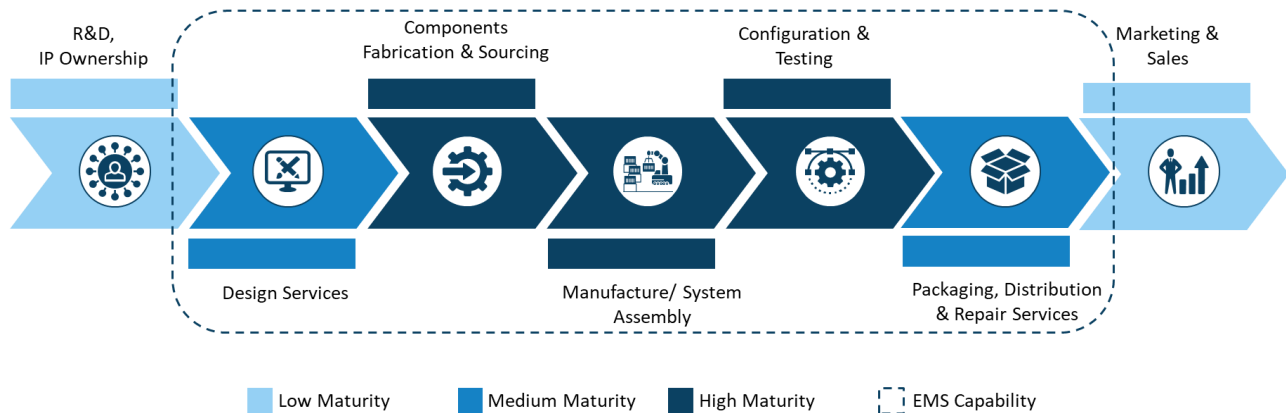 R&D,
IP Ownership
Components
Fabrication & Sourcing
Configuration &
Testing
Marketing &
Sales
Design Services
Manufacture/ System
Assembly
Packaging, Distribution
& Repair Services
Low Maturity
Medium Maturity
High Maturity
EMS Capability